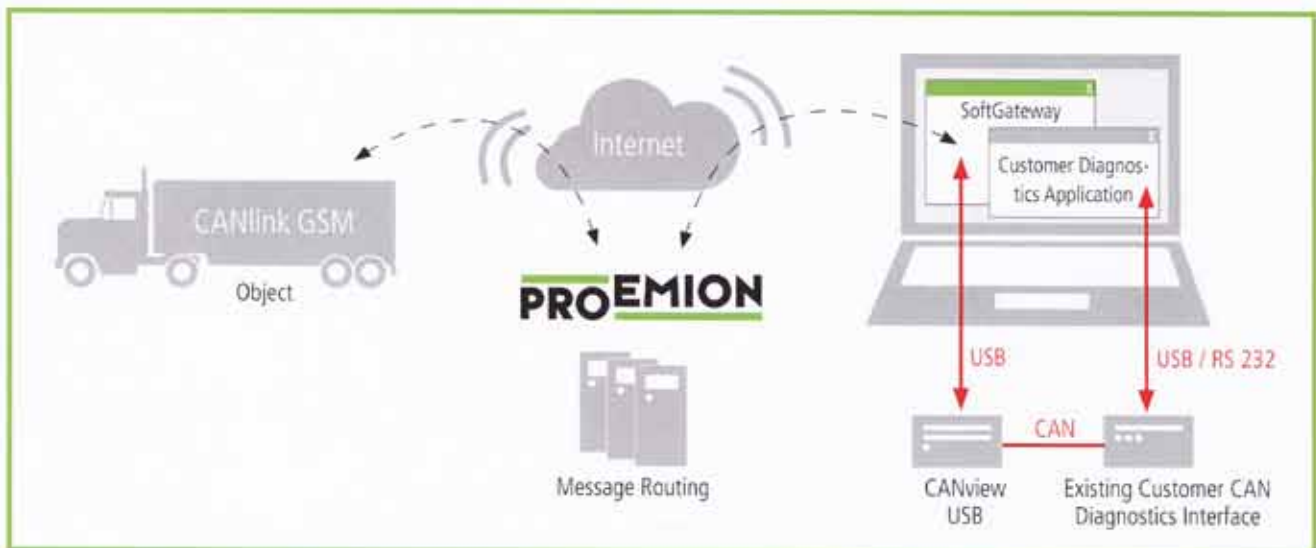 SoftGateway
Customer Diagnos-
tics Application
Internet
CANlink GSM
Object
PROEMION
Message Routing
USB
USB / RS 232
CAN
CANview
USB
Existing Customer CAN
Diagnostics Interface